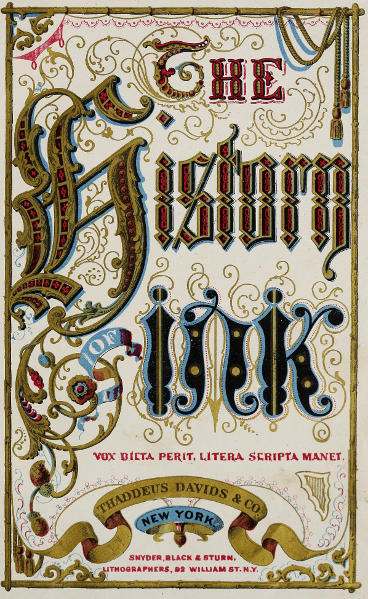 THE
History
OF
ink
VOX DICTA PERIT, LITERA SCRIPTA MANET.
THADDEUS DAVIDS & CO.
NEW YORK.
SNYDER, BLACK & STURN,
LITHOGRAPHERS, 92 WILLIAM ST. N.Y.